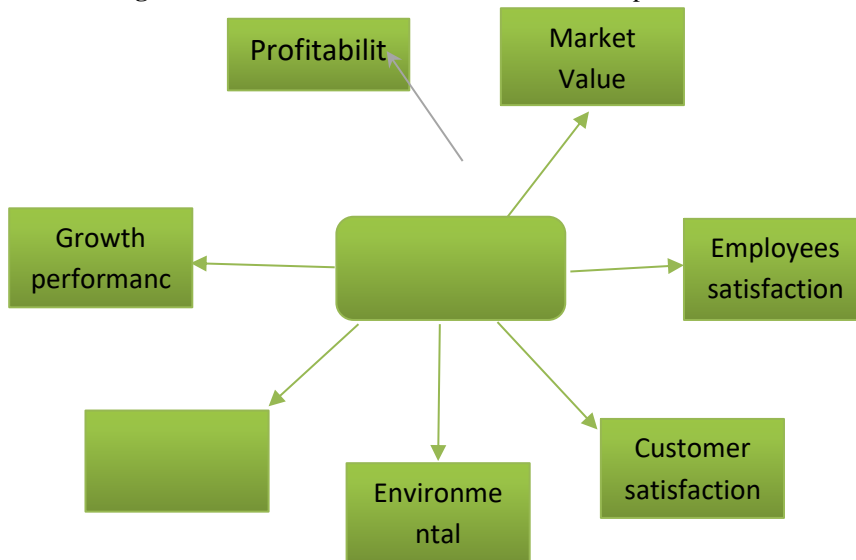 Profitabilit
Market
Value
Growth
performanc
Employees
satisfaction
Customer
satisfaction
Environme
ntal